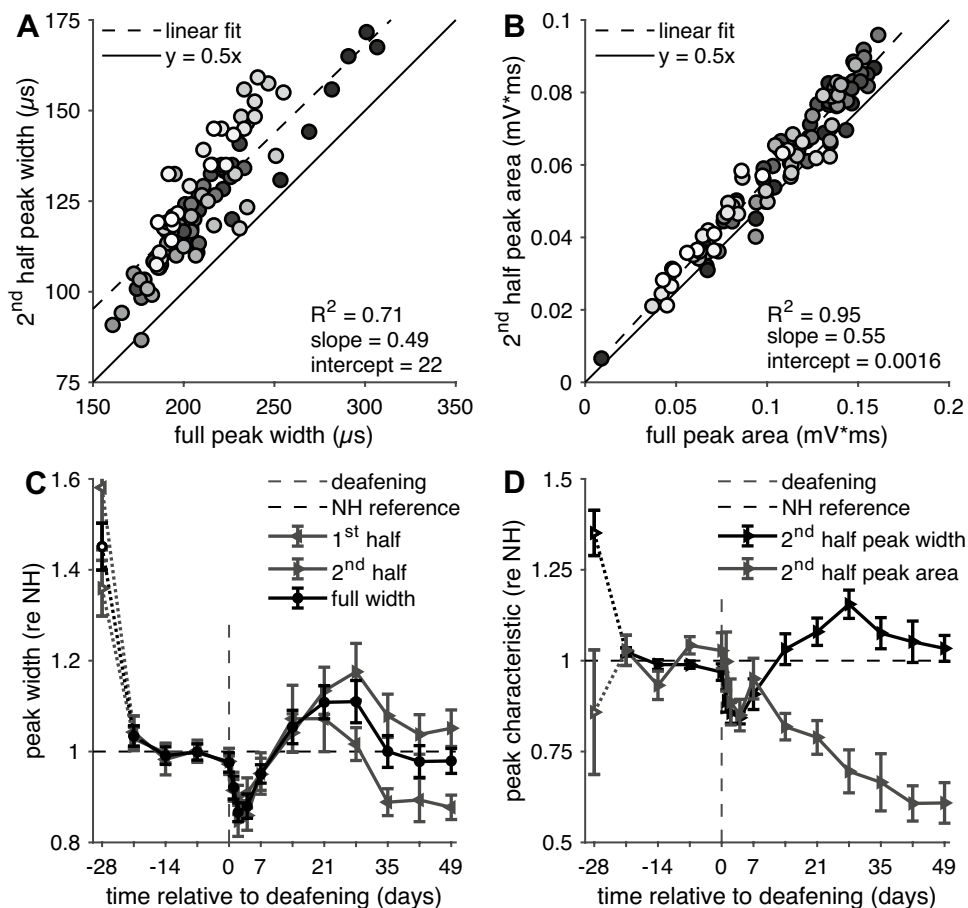 A
linear fit
y = 0.5x
175
150
125
100
75
2nd half peak width (µs)
R2 = 0.71
slope = 0.49
intercept = 22
150 200 250 300 350
full peak width (µs)
B
linear fit
y = 0.5x
0.1
0.08
0.06
0.04
0.02
0
2nd half peak area (mV*ms)
R2 = 0.95
slope = 0.55
intercept = 0.0016
0 0.05 0.1 0.15 0.2
full peak area (mV*ms)
C
deafening
NH reference
1st half
2nd half
full width
1.6
1.4
1.2
1
0.8
peak width (re NH)
-28 -14 0 7 21 35 49
time relative to deafening (days)
D
deafening
NH reference
2nd half peak width
2nd half peak area
1.5
1.25
1
0.75
0.5
peak characteristic (re NH)
-28 -14 0 7 21 35 49
time relative to deafening (days)